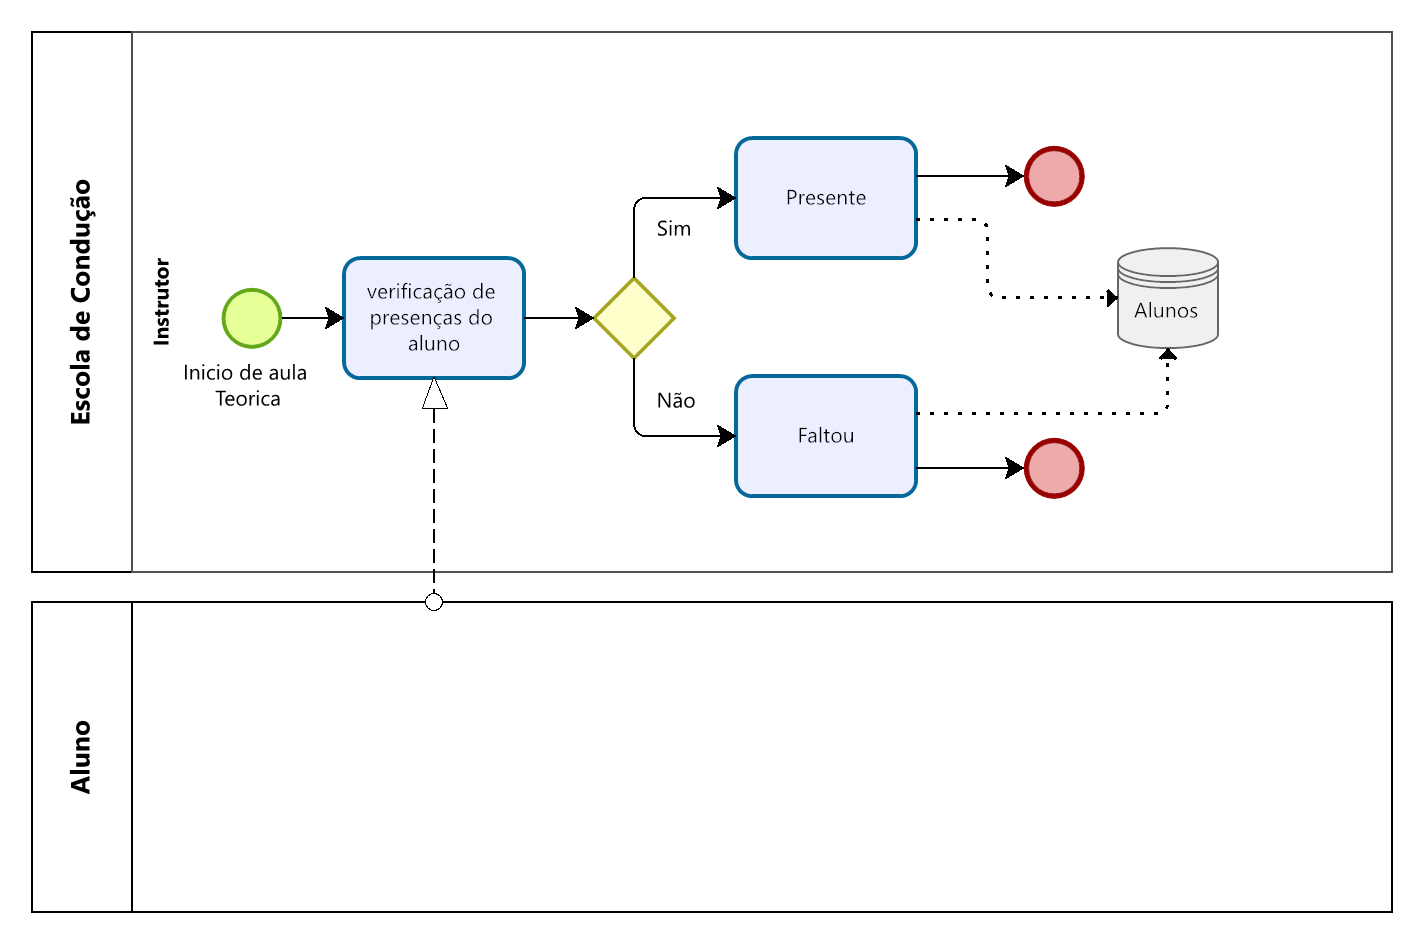 Escola de Condução
Instrutor
Inicio de aula
Teorica
verificação de
presenças do
aluno
Sim
Não
Presente
Faltou
Alunos
Aluno